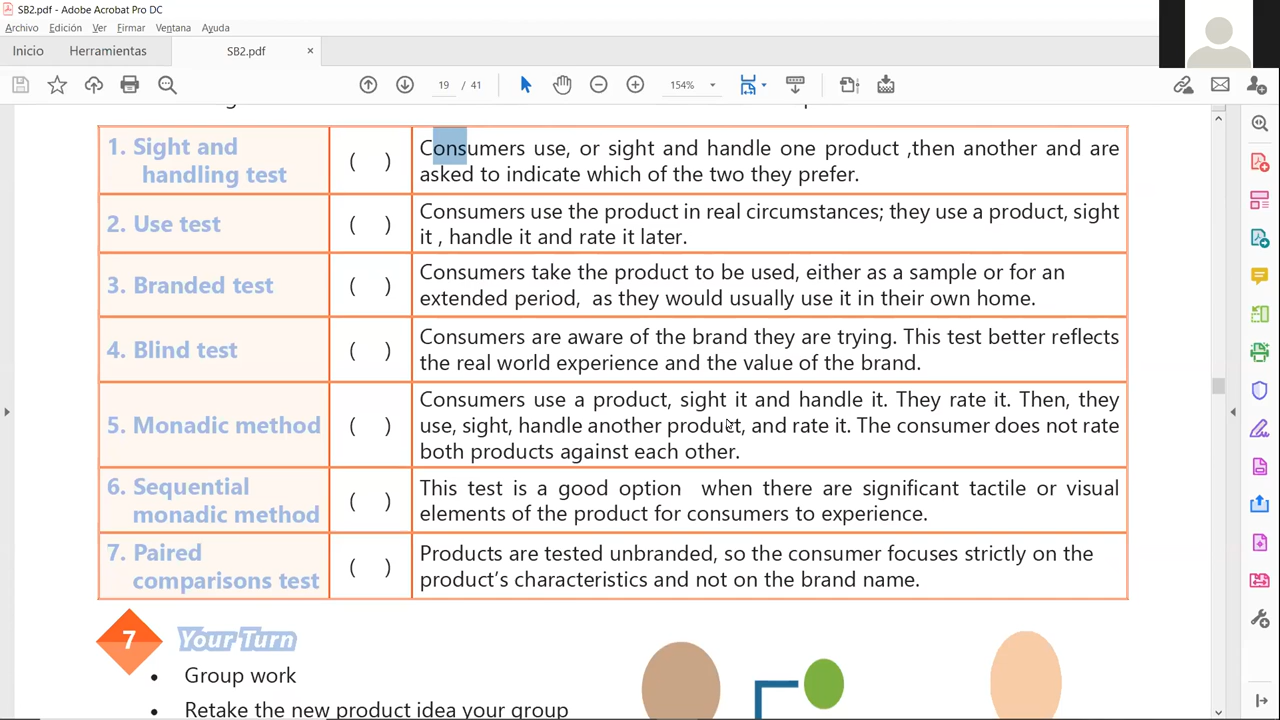 SB2.pdf - Adobe Acrobat Pro DC
Archivo Edición Ver Firmar Ventana Ayuda
Inicio Herramientas SB2.pdf ×
19 / 41 154%
1. Sight and
handling test
( )
Consumers use, or sight and handle one product ,then another and are
asked to indicate which of the two they prefer.
2. Use test
( )
Consumers use the product in real circumstances; they use a product, sight
it , handle it and rate it later.
3. Branded test
( )
Consumers take the product to be used, either as a sample or for an
extended period, as they would usually use it in their own home.
4. Blind test
( )
Consumers are aware of the brand they are trying. This test better reflects
the real world experience and the value of the brand.
5. Monadic method
( )
Consumers use a product, sight it and handle it. They rate it. Then, they
use, sight, handle another product, and rate it. The consumer does not rate
both products against each other.
6. Sequential
monadic method
( )
This test is a good option when there are significant tactile or visual
elements of the product for consumers to experience.
7. Paired
comparisons test
( )
Products are tested unbranded, so the consumer focuses strictly on the
product’s characteristics and not on the brand name.
7 Your Turn
• Group work
• Retake the new product idea your group